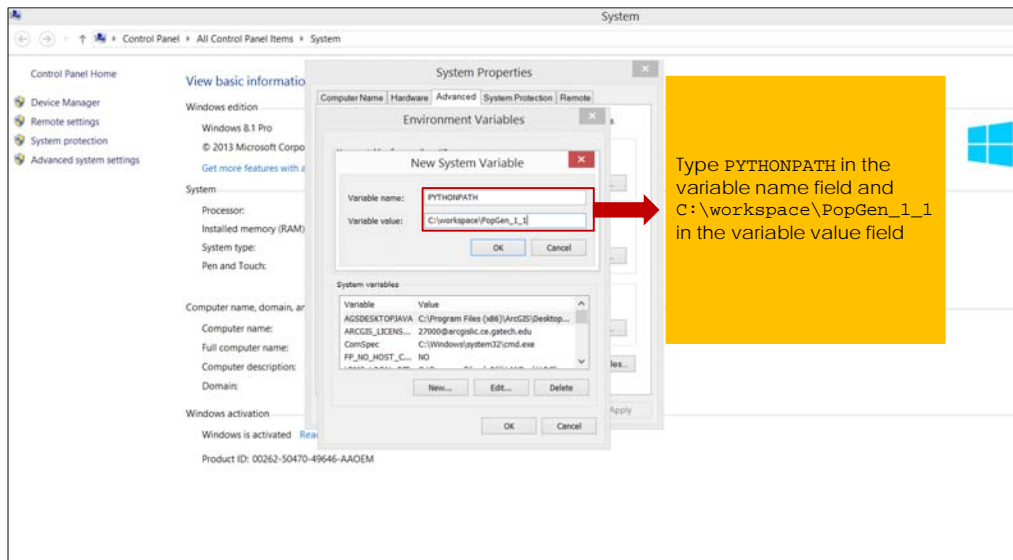 System
Control Panel ▸ All Control Panel Items ▸ System
Control Panel Home
Device Manager
Remote settings
System protection
Advanced system settings
View basic informatio
Windows edition
Windows 8.1 Pro
© 2013 Microsoft Corpo
Get more features with a
System
Processor:
Installed memory (RAM)
System type:
Pen and Touch:
Computer name, domain, ar
Computer name:
Full computer name:
Computer description:
Domain:
Windows activation
Windows is activated Rea
Product ID: 00262-50470-49646-AAOEM
System Properties
Computer Name Hardware Advanced System Protection Remote
Environment Variables
New System Variable
Variable name: PYTHONPATH
Variable value: C:\workspace\PopGen_1_1
OK Cancel
System variables
Variable Value
AGSDESKTOPJAVA C:\Program Files (x86)\ArcGIS\Desktop...
ARCGIS_LICENS... 27000@arcgislic.ce.gatech.edu
ComSpec C:\Windows\system32\cmd.exe
FP_NO_HOST_C... NO
New... Edit... Delete
OK Cancel
les...
Apply
Type PYTHONPATH in the
variable name field and
C:\workspace\PopGen_1_1
in the variable value field